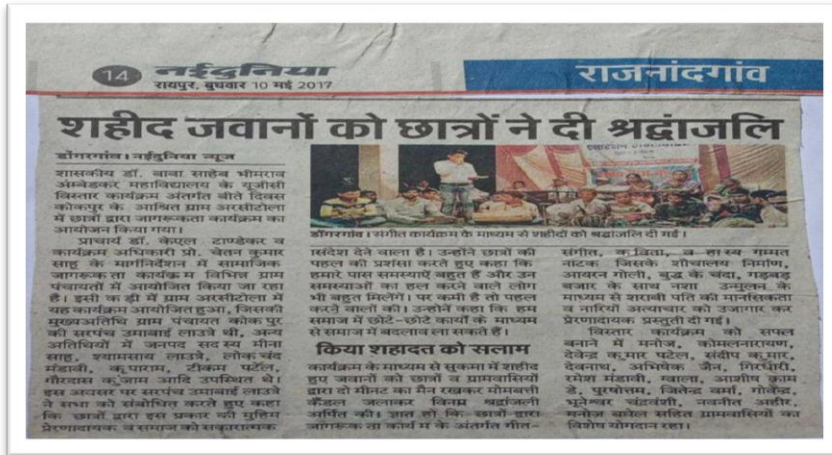 14 नईदुनिया
रायपुर, बुधवार 10 मई 2017
राजनांदगांव
शहीद जवानों को छात्रों ने दी श्रद्वांजलि
डोंगरगांव। नईदुनिया न्यूज
शासकीय डॉ. बाबा साहेब भीमराव
अम्बेडकर महाविद्यालय के यूजीसी
विस्तार कार्यक्रम अंतर्गत बीते दिवस
कोकपुर के आश्रित ग्राम अरसीटोला
में छात्रों द्वारा जागरूकता कार्यक्रम का
आयोजन किया गया।
प्राचार्य डॉ. केएल टाण्डेकर व
कार्यक्रम अधिकारी प्रो. चेतन कुमार
साहू के मार्गनिर्देशन में उक्त
जागरूकता कार्यक्रम विभिन्न ग्राम
पंचायतों में आयोजित किया जा रहा
है। इसी कड़ी में ग्राम अरसीटोला में
यह कार्यक्रम आयोजित हुआ, जिसकी
मुख्यअतिथि ग्राम पंचायत कोकपुर
की सरपंच उमाबाई लाउत्रे थी, अन्य
अतिथियों में जनपद सदस्य मीना
साहू, श्यामसाय लाउत्रे, लोकचंद
मंडावी, कृपाराम, टीकम पटेल,
गौरदास कूंजाम आदि उपस्थित थे।
इस अवसर पर सरपंच उमाबाई लाउत्रे
ने सभा को संबोधित करते हुए कहा
कि छात्रों द्वारा इस प्रकार की मुहिम
प्रेरणादायक व समाज को सकारात्मक
डोंगरगांव। संगीत कार्यक्रम के माध्यम से शहीदों को श्रद्वाजलि दी गई।
संदेश देने वाला है। उन्होंने छात्रों की
पहल की प्रशंसा करते हुए कहा कि
हमारे पास समस्याएँ बहुत हैं और उन
समस्याओं का हल करने वाले लोग
भी बहुत मिलेंगे। पर कमी है तो पहल
करने वालों की। उन्होंने कहा कि हम
समाज में छोटे-छोटे कार्यों के माध्यम
से समाज में बदलाव ला सकते हैं।
किया शहादत को सलाम
कार्यक्रम के माध्यम से सुकमा में शहीद
हुए जवानों को छात्रों व ग्रामवासियों
द्वारा दो मीनट का मौन रखकर मोमबत्ती
कैंडल जलाकर विनम्र श्रद्वांजली
अर्पित की। ज्ञात हो कि छात्रों द्वारा
जागरूकता कार्य म के अंतर्गत गीत-
संगीत, कविता, व हास्य गम्मत
नाटक जिसके शौचालय निर्माण,
आयरन गोली, बुद्व के चंदा, गड़बड़
बजार के साथ नशा उन्मुलन के
माध्यम से शराबी पति की मानसिकता
व नारियों अत्याचार को उजागर कर
प्रेरणादायक प्रस्तुती दी गई।
विस्तार कार्यक्रम को सफल
बनाने में मनोज, कोमलनारायण,
देवेन्द्र कुमार पटेल, संदीप कुमार,
देवनाथ, अभिषेक जैन, गिरधारी,
रमेश मंडावी, ग्वाला, आशीष क्राम
डे, पुरषोत्तम, जितेन्द्र वर्मा, गोवेन्द्र,
भूनेश्वर चंद्रवंशी, नवनीत अहीर,
मनोज बघेल सहित ग्रामवासियों का
विशेष योगदान रहा।